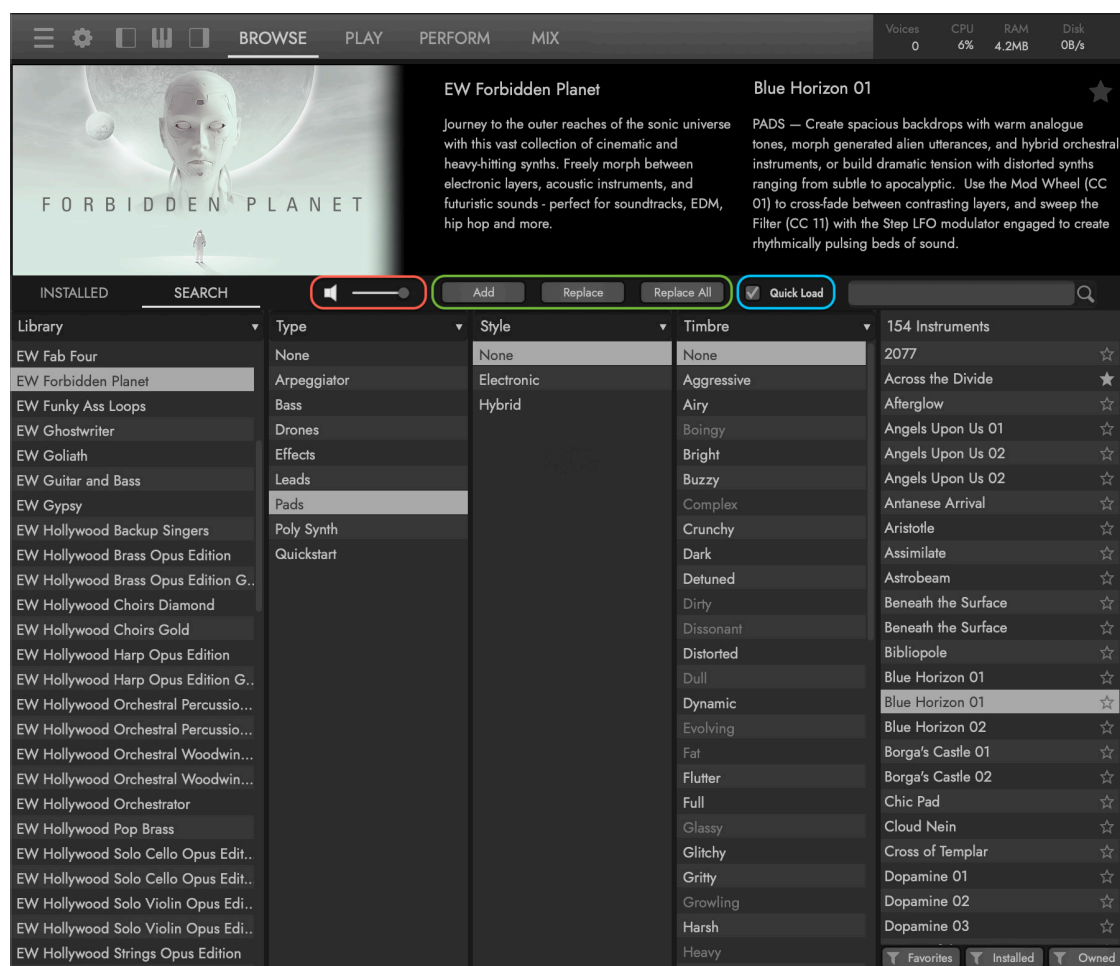 BROWSE PLAY PERFORM MIX
Voices CPU RAM Disk
0 6% 4.2MB 0B/s
FORBIDDEN PLANET
EW Forbidden Planet
Journey to the outer reaches of the sonic universe
with this vast collection of cinematic and
heavy-hitting synths. Freely morph between
electronic layers, acoustic instruments, and
futuristic sounds - perfect for soundtracks, EDM,
hip hop and more.
Blue Horizon 01
PADS — Create spacious backdrops with warm analogue
tones, morph generated alien utterances, and hybrid orchestral
instruments, or build dramatic tension with distorted synths
ranging from subtle to apocalyptic. Use the Mod Wheel (CC
01) to cross-fade between contrasting layers, and sweep the
Filter (CC 11) with the Step LFO modulator engaged to create
rhythmically pulsing beds of sound.
INSTALLED SEARCH
Add Replace Replace All Quick Load
Library
EW Fab Four
EW Forbidden Planet
EW Funky Ass Loops
EW Ghostwriter
EW Goliath
EW Guitar and Bass
EW Gypsy
EW Hollywood Backup Singers
EW Hollywood Brass Opus Edition
EW Hollywood Brass Opus Edition G..
EW Hollywood Choirs Diamond
EW Hollywood Choirs Gold
EW Hollywood Harp Opus Edition
EW Hollywood Harp Opus Edition G..
EW Hollywood Orchestral Percussio...
EW Hollywood Orchestral Percussio...
EW Hollywood Orchestral Woodwin...
EW Hollywood Orchestral Woodwin...
EW Hollywood Orchestrator
EW Hollywood Pop Brass
EW Hollywood Solo Cello Opus Edit..
EW Hollywood Solo Cello Opus Edit..
EW Hollywood Solo Violin Opus Edi..
EW Hollywood Solo Violin Opus Edi..
EW Hollywood Strings Opus Edition
Type
None
Arpeggiator
Bass
Drones
Effects
Leads
Pads
Poly Synth
Quickstart
Style
None
Electronic
Hybrid
Timbre
None
Aggressive
Airy
Boingy
Bright
Buzzy
Complex
Crunchy
Dark
Detuned
Dirty
Dissonant
Distorted
Dull
Dynamic
Evolving
Fat
Flutter
Full
Glassy
Glitchy
Gritty
Growling
Harsh
Heavy
154 Instruments
2077
Across the Divide
Afterglow
Angels Upon Us 01
Angels Upon Us 02
Angels Upon Us 02
Antanese Arrival
Aristotle
Assimilate
Astrobeam
Beneath the Surface
Beneath the Surface
Bibliopole
Blue Horizon 01
Blue Horizon 01
Blue Horizon 02
Borga's Castle 01
Borga's Castle 02
Chic Pad
Cloud Nein
Cross of Templar
Dopamine 01
Dopamine 02
Dopamine 03
Favorites Installed Owned